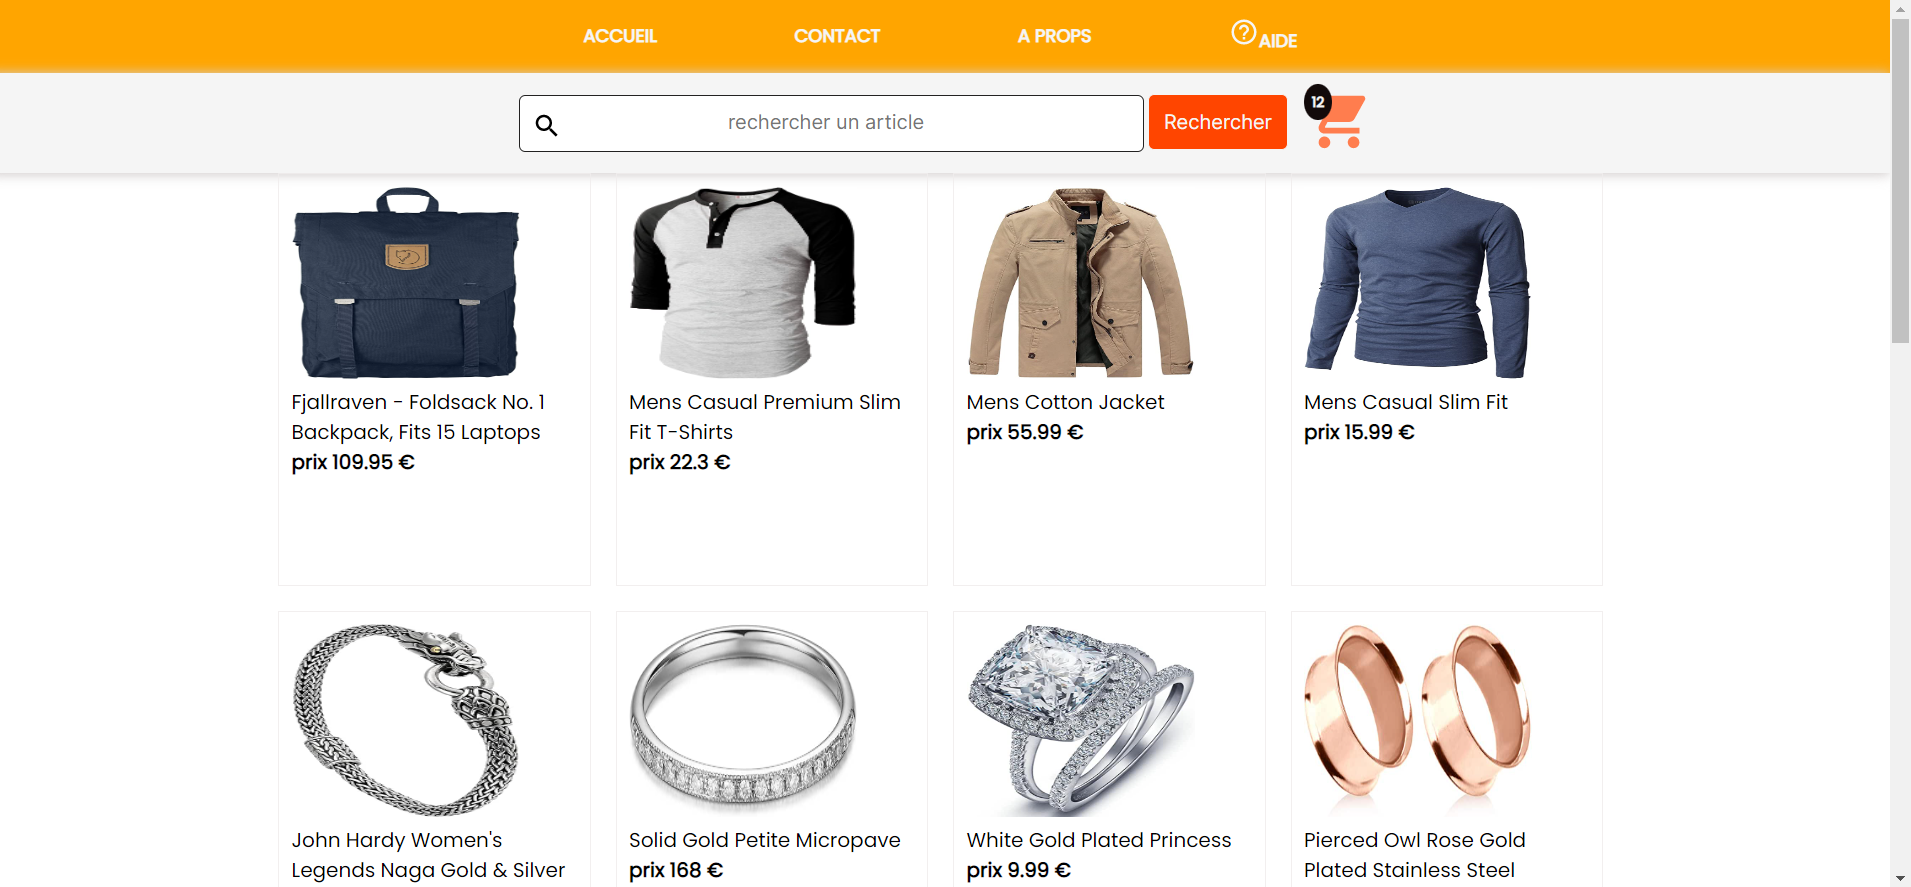 ACCUEIL
CONTACT
A PROPS
AIDE
rechercher un article
Rechercher
12
Fjallraven - Foldsack No. 1
Backpack, Fits 15 Laptops
prix 109.95 €
Mens Casual Premium Slim
Fit T-Shirts
prix 22.3 €
Mens Cotton Jacket
prix 55.99 €
Mens Casual Slim Fit
prix 15.99 €
John Hardy Women's
Legends Naga Gold & Silver
Solid Gold Petite Micropave
prix 168 €
White Gold Plated Princess
prix 9.99 €
Pierced Owl Rose Gold
Plated Stainless Steel